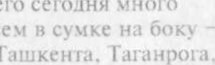 его сегодня много
ем в сумке на боку –
Ташкента, Таганрога,